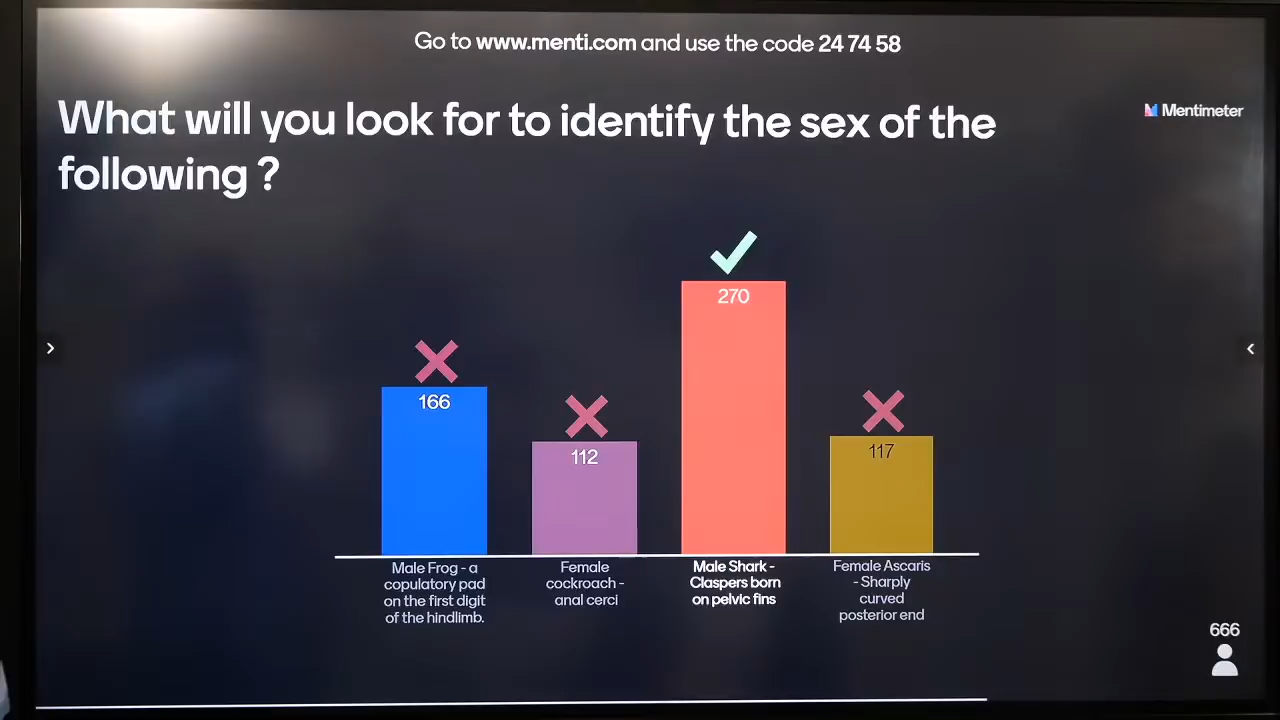 Go to www.menti.com and use the code 24 74 58
What will you look for to identify the sex of the
following ?
Mentimeter
270
166
112
117
Male Frog - a
copulatory pad
on the first digit
of the hindlimb.
Female
cockroach -
anal cerci
Male Shark -
Claspers born
on pelvic fins
Female Ascaris
- Sharply
curved
posterior end
666